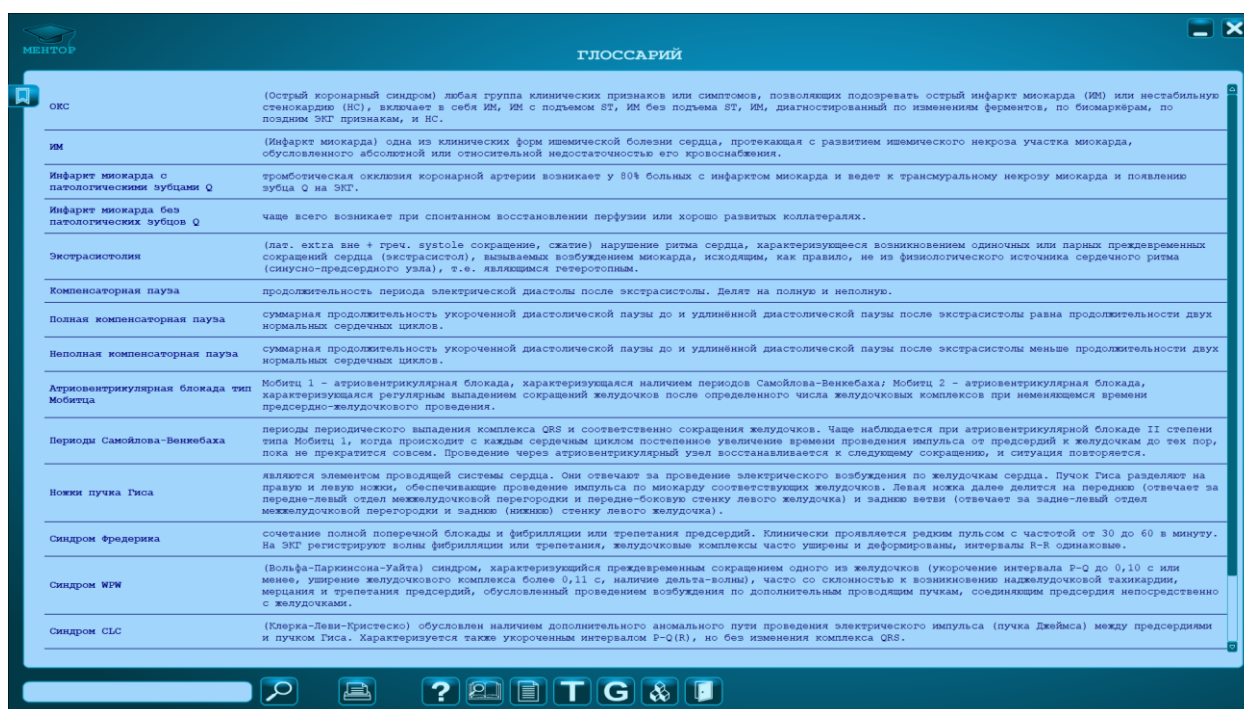 МЕНТОР
ГЛОССАРИЙ
ОКС
(Острый коронарный синдром) любая группа клинических признаков или симптомов, позволяющих подозревать острый инфаркт миокарда (ИМ) или нестабильную
стенокардию (НС), включает в себя ИМ, ИМ с подъемом ST, ИМ без подъема ST, ИМ, диагностированный по изменениям ферментов, по биомаркёрам, по
поздним ЭКГ признакам, и НС.
ИМ
(Инфаркт миокарда) одна из клинических форм ишемической болезни сердца, протекающая с развитием ишемического некроза участка миокарда,
обусловленного абсолютной или относительной недостаточностью его кровоснабжения.
Инфаркт миокарда с
патологическими зубцами Q
тромботическая окклюзия коронарной артерии возникает у 80% больных с инфарктом миокарда и ведет к трансмуральному некрозу миокарда и появлению
зубца Q на ЭКГ.
Инфаркт миокарда без
патологических зубцов Q
чаще всего возникает при спонтанном восстановлении перфузии или хорошо развитых коллатералях.
Экстрасистолия
(лат. extra вне + греч. systole сокращение, сжатие) нарушение ритма сердца, характеризующееся возникновением одиночных или парных преждевременных
сокращений сердца (экстрасистол), вызываемых возбуждением миокарда, исходящим, как правило, не из физиологического источника сердечного ритма
(синусно-предсердного узла), т.е. являющимся гетеротопным.
Компенсаторная пауза
продолжительность периода электрической диастолы после экстрасистолы. Делят на полную и неполную.
Полная компенсаторная пауза
суммарная продолжительность укороченной диастолической паузы до и удлинённой диастолической паузы после экстрасистолы равна продолжительности двух
нормальных сердечных циклов.
Неполная компенсаторная пауза
суммарная продолжительность укороченной диастолической паузы до и удлинённой диастолической паузы после экстрасистолы меньше продолжительности двух
нормальных сердечных циклов.
Атриовентрикулярная блокада тип
Мобитца
Мобитц 1 - атриовентрикулярная блокада, характеризующаяся наличием периодов Самойлова-Венкебаха; Мобитц 2 - атриовентрикулярная блокада,
характеризующаяся регулярным выпадением сокращений желудочков после определенного числа желудочковых комплексов при неменяющемся времени
предсердно-желудочкового проведения.
Периоды Самойлова-Венкебаха
периоды периодического выпадения комплекса QRS и соответственно сокращения желудочков. Чаще наблюдается при атриовентрикулярной блокаде II степени
типа Мобитц 1, когда происходит с каждым сердечным циклом постепенное увеличение времени проведения импульса от предсердий к желудочкам до тех пор,
пока не прекратится совсем. Проведение через атриовентрикулярный узел восстанавливается к следующему сокращению, и ситуация повторяется.
Ножки пучка Гиса
являются элементом проводящей системы сердца. Они отвечают за проведение электрического возбуждения по желудочкам сердца. Пучок Гиса разделяют на
правую и левую ножки, обеспечивающие проведение импульса по миокарду соответствующих желудочков. Левая ножка далее делится на переднюю (отвечает за
передне-левый отдел межжелудочковой перегородки и передне-боковую стенку левого желудочка) и заднюю ветви (отвечает за задне-левый отдел
межжелудочковой перегородки и заднюю (нижнюю) стенку левого желудочка).
Синдром Фредерика
сочетание полной поперечной блокады и фибрилляции или трепетания предсердий. Клинически проявляется редким пульсом с частотой от 30 до 60 в минуту.
На ЭКГ регистрируют волны фибрилляции или трепетания, желудочковые комплексы часто уширены и деформированы, интервалы R-R одинаковые.
Синдром WPW
(Вольфа-Паркинсона-Уайта) синдром, характеризующийся преждевременным сокращением одного из желудочков (укорочение интервала P-Q до 0,10 с или
менее, уширение желудочкового комплекса более 0,11 с, наличие дельта-волны), часто со склонностью к возникновению наджелудочковой тахикардии,
мерцания и трепетания предсердий, обусловленный проведением возбуждения по дополнительным проводящим пучкам, соединяющим предсердия непосредственно
с желудочками.
Синдром CLC
(Клерка-Леви-Кристеско) обусловлен наличием дополнительного аномального пути проведения электрического импульса (пучка Джеймса) между предсердиями
и пучком Гиса. Характеризуется также укороченным интервалом P-Q(R), но без изменения комплекса QRS.
? T G